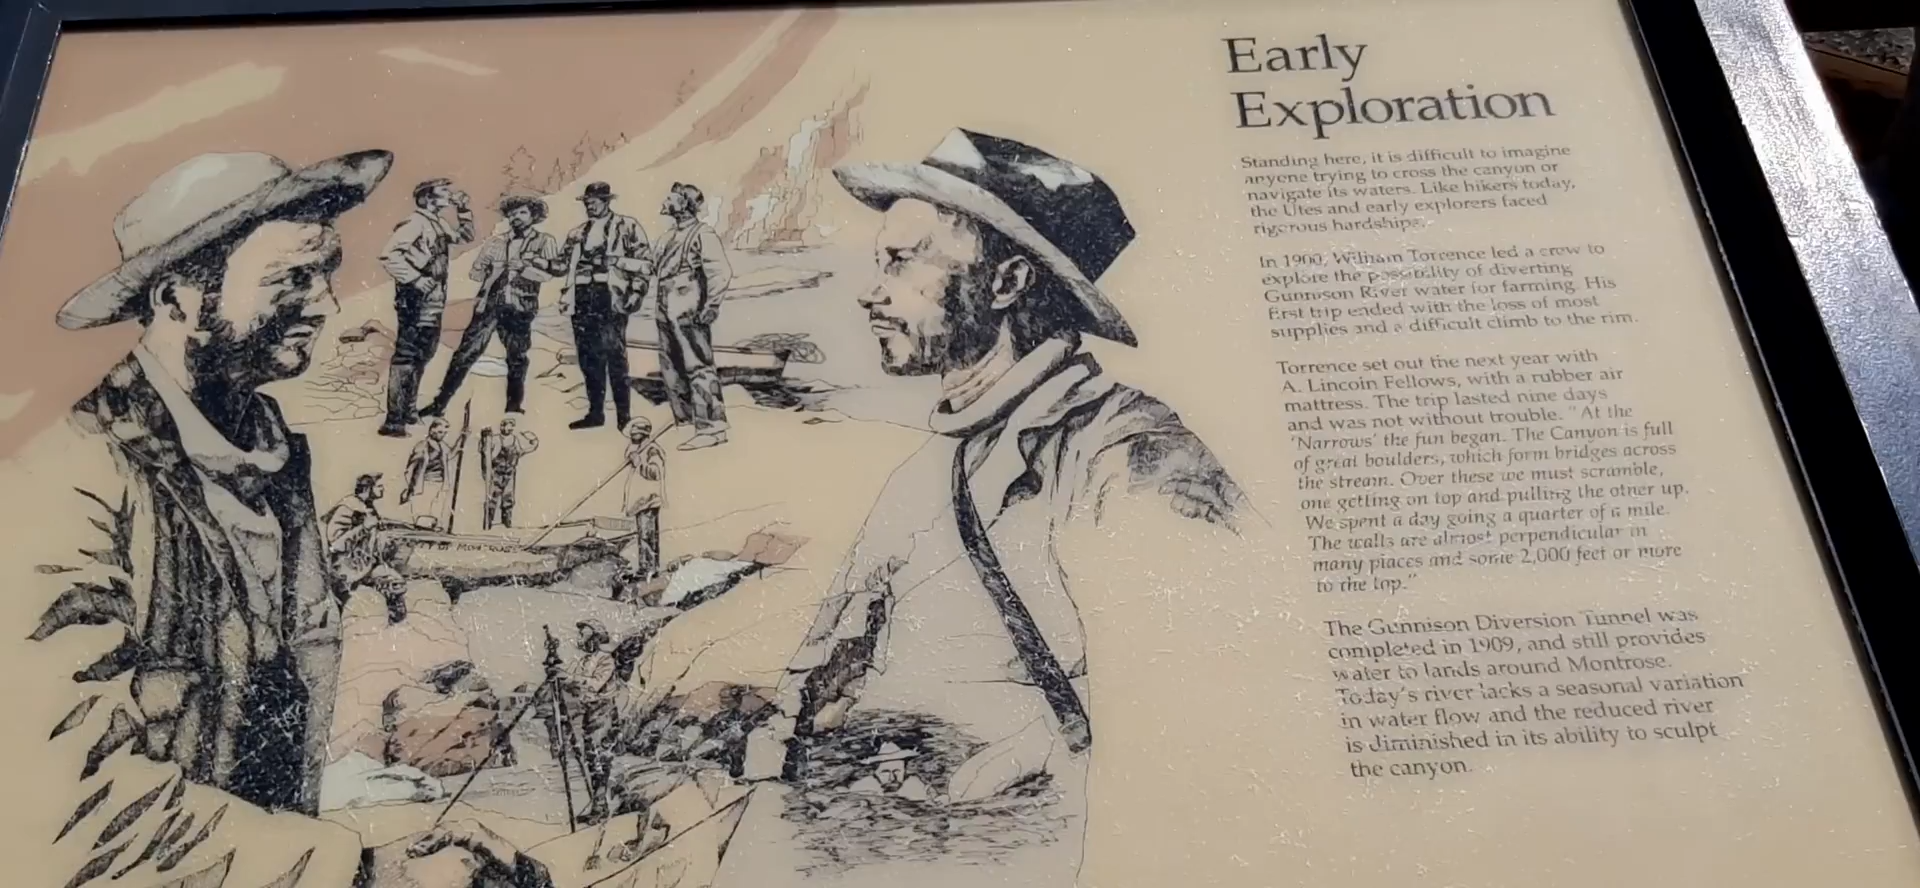 Early
Exploration
Standing here, it is difficult to imagine
anyone trying to cross the canyon or
navigate its waters. Like hikers today,
the Utes and early explorers faced
rigorous hardships.
In 1900, William Torrence led a crew to
explore the possibility of diverting
Gunnison River water for farming. His
first trip ended with the loss of most
supplies and a difficult climb to the rim.
Torrence set out the next year with
A. Lincoln Fellows, with a rubber air
mattress. The trip lasted nine days
and was not without trouble. "At the
'Narrows' the fun began. The Canyon is full
of great boulders, which form bridges across
the stream. Over these we must scramble,
one getting on top and pulling the other up.
We spent a day going a quarter of a mile.
The walls are almost perpendicular in
many places and some 2,000 feet or more
to the top."
The Gunnison Diversion Tunnel was
completed in 1909, and still provides
water to lands around Montrose.
Today's river lacks a seasonal variation
in water flow and the reduced river
is diminished in its ability to sculpt
the canyon.
OF MONTROSE